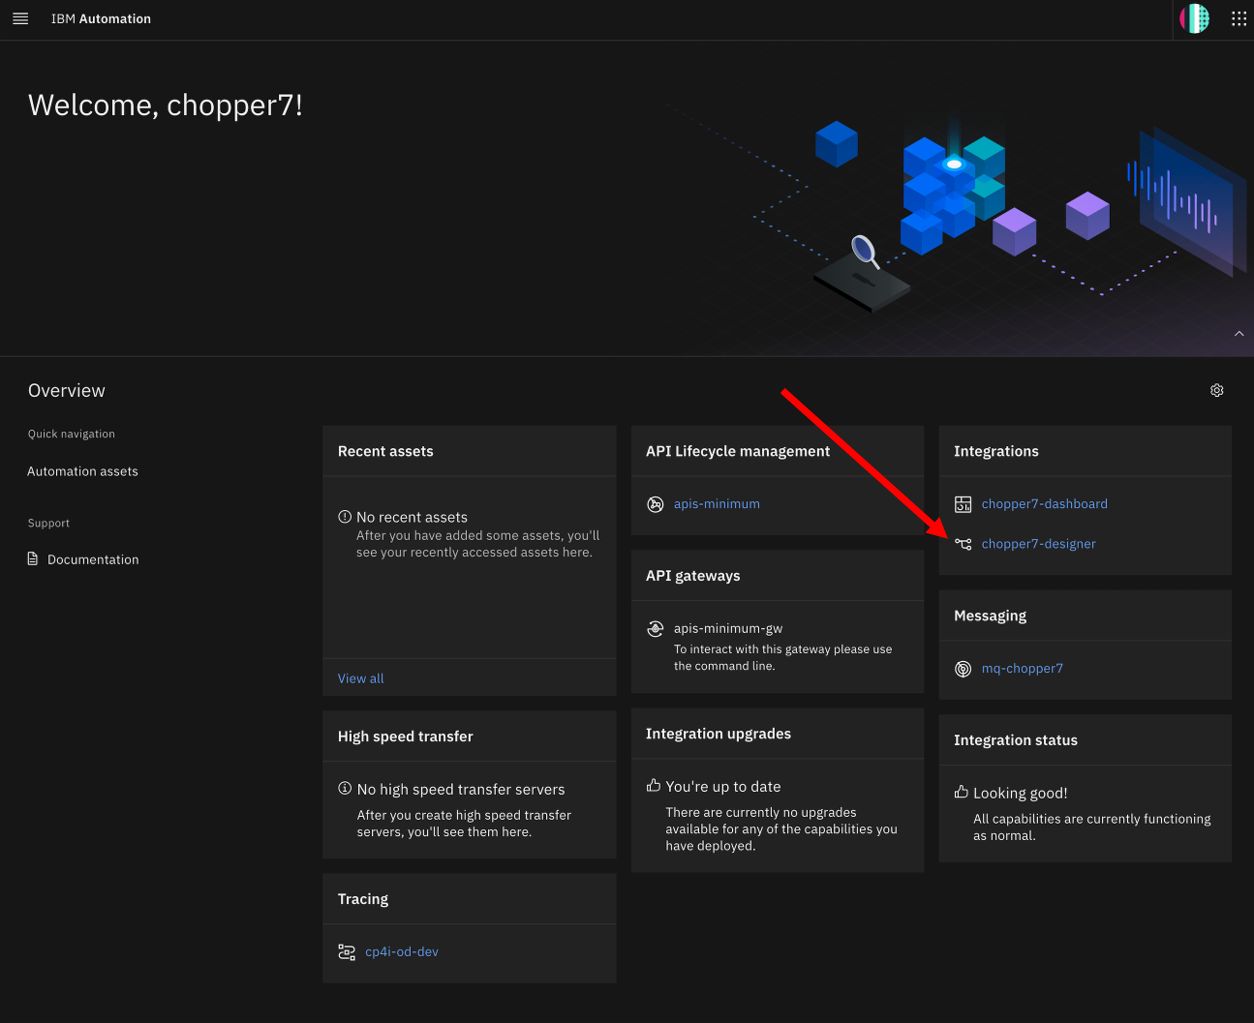 IBM Automation
Welcome, chopper7!
Overview
Quick navigation
Automation assets
Support
Documentation
Recent assets
No recent assets
After you have added some assets, you'll
see your recently accessed assets here.
View all
High speed transfer
No high speed transfer servers
After you create high speed transfer
servers, you'll see them here.
Tracing
cp4i-od-dev
API Lifecycle management
apis-minimum
API gateways
apis-minimum-gw
To interact with this gateway please use
the command line.
Integration upgrades
You're up to date
There are currently no upgrades
available for any of the capabilities you
have deployed.
Integrations
chopper7-dashboard
chopper7-designer
Messaging
mq-chopper7
Integration status
Looking good!
All capabilities are currently functioning
as normal.